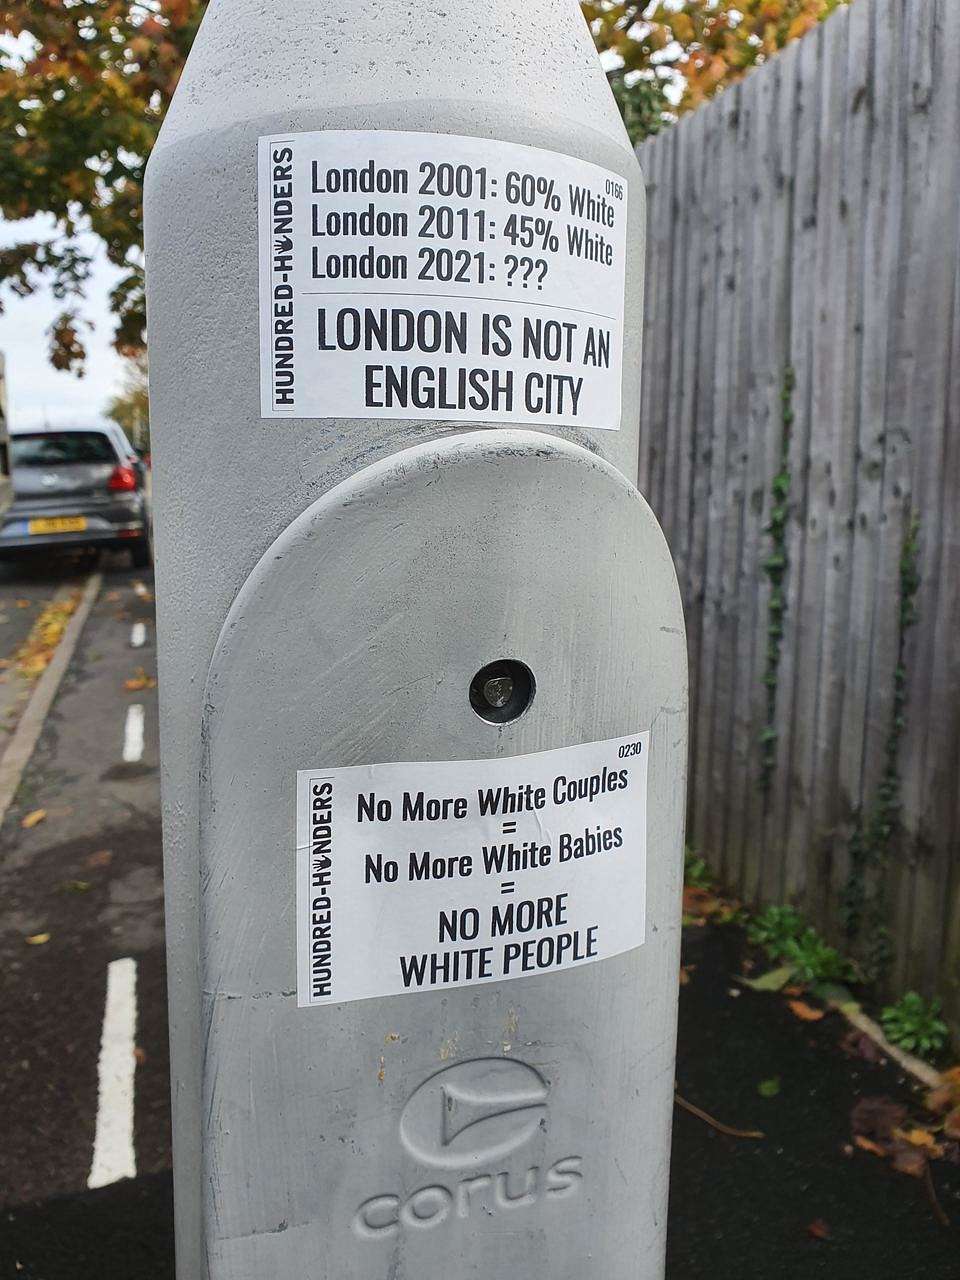 HUNDRED-HANDERS
0166
London 2001: 60% White
London 2011: 45% White
London 2021: ???
LONDON IS NOT AN
ENGLISH CITY
HUNDRED-HANDERS
0230
No More White Couples
=
No More White Babies
=
NO MORE
WHITE PEOPLE
corus